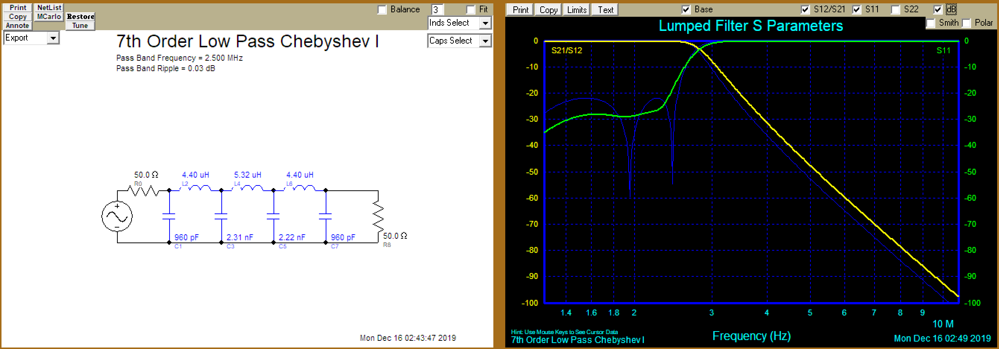 Print NetList
Copy MCarlo Restore
Annote Tune
Export
Balance 3 Fit
Inds Select
Caps Select
7th Order Low Pass Chebyshev I
Pass Band Frequency = 2.500 MHz
Pass Band Ripple = 0.03 dB
50.0 Ω 4.40 uH 5.32 uH 4.40 uH
R0 L2 L4 L6
+
−
960 pF 2.31 nF 2.22 nF 960 pF 50.0 Ω
C1 C3 C5 C7 R8
Mon Dec 16 02:43:47 2019
Print Copy Limits Text Base S12/S21 S11 S22 dB
Smith Polar
Lumped Filter S Parameters
0 0
S21/S12 S11
-10 -10
-20 -20
-30 -30
-40 -40
-50 -50
-60 -60
-70 -70
-80 -80
-90 -90
-100 -100
1.4 1.6 1.8 2 3 4 5 6 7 8 9
10 M
Hint: Use Mouse Keys to See Cursor Data
Frequency (Hz)
7th Order Low Pass Chebyshev I
Mon Dec 16 02:49 2019